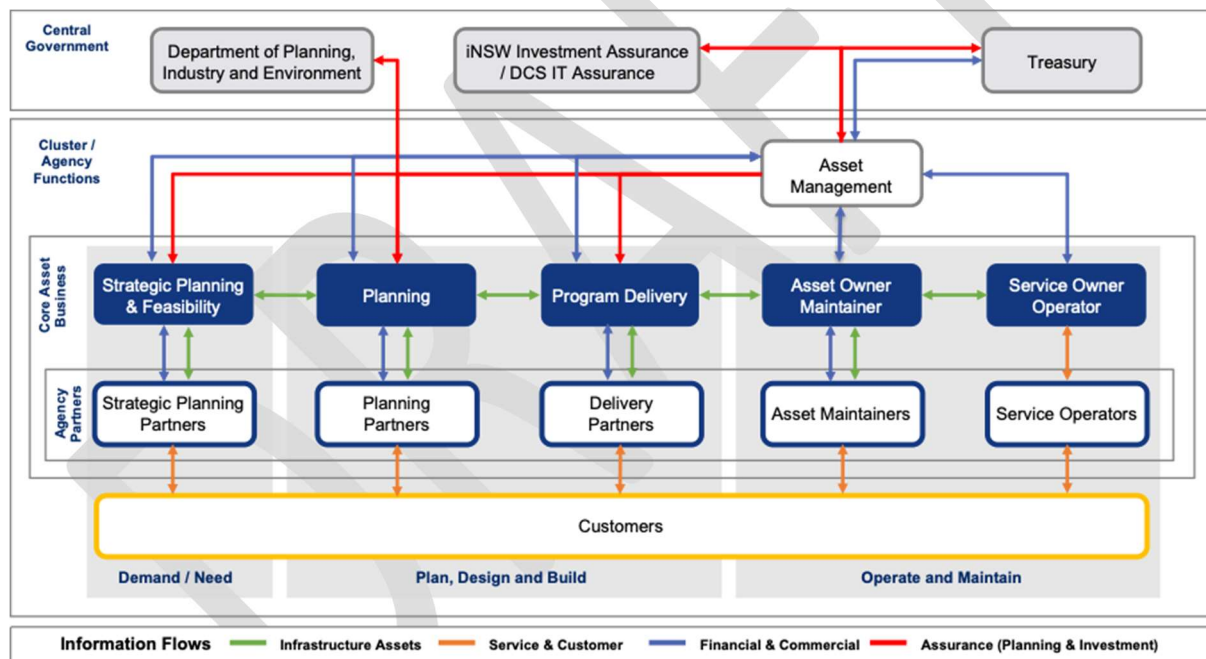 Central
Government
Department of Planning,
Industry and Environment
iNSW Investment Assurance
/ DCS IT Assurance
Treasury
Cluster /
Agency
Functions
Asset
Management
Core Asset
Business
Strategic Planning
& Feasibility
Planning
Program Delivery
Asset Owner
Maintainer
Service Owner
Operator
Agency
Partners
Strategic Planning
Partners
Planning
Partners
Delivery
Partners
Asset Maintainers
Service Operators
Customers
Demand / Need
Plan, Design and Build
Operate and Maintain
Information Flows
Infrastructure Assets
Service & Customer
Financial & Commercial
Assurance (Planning & Investment)
DRAFT